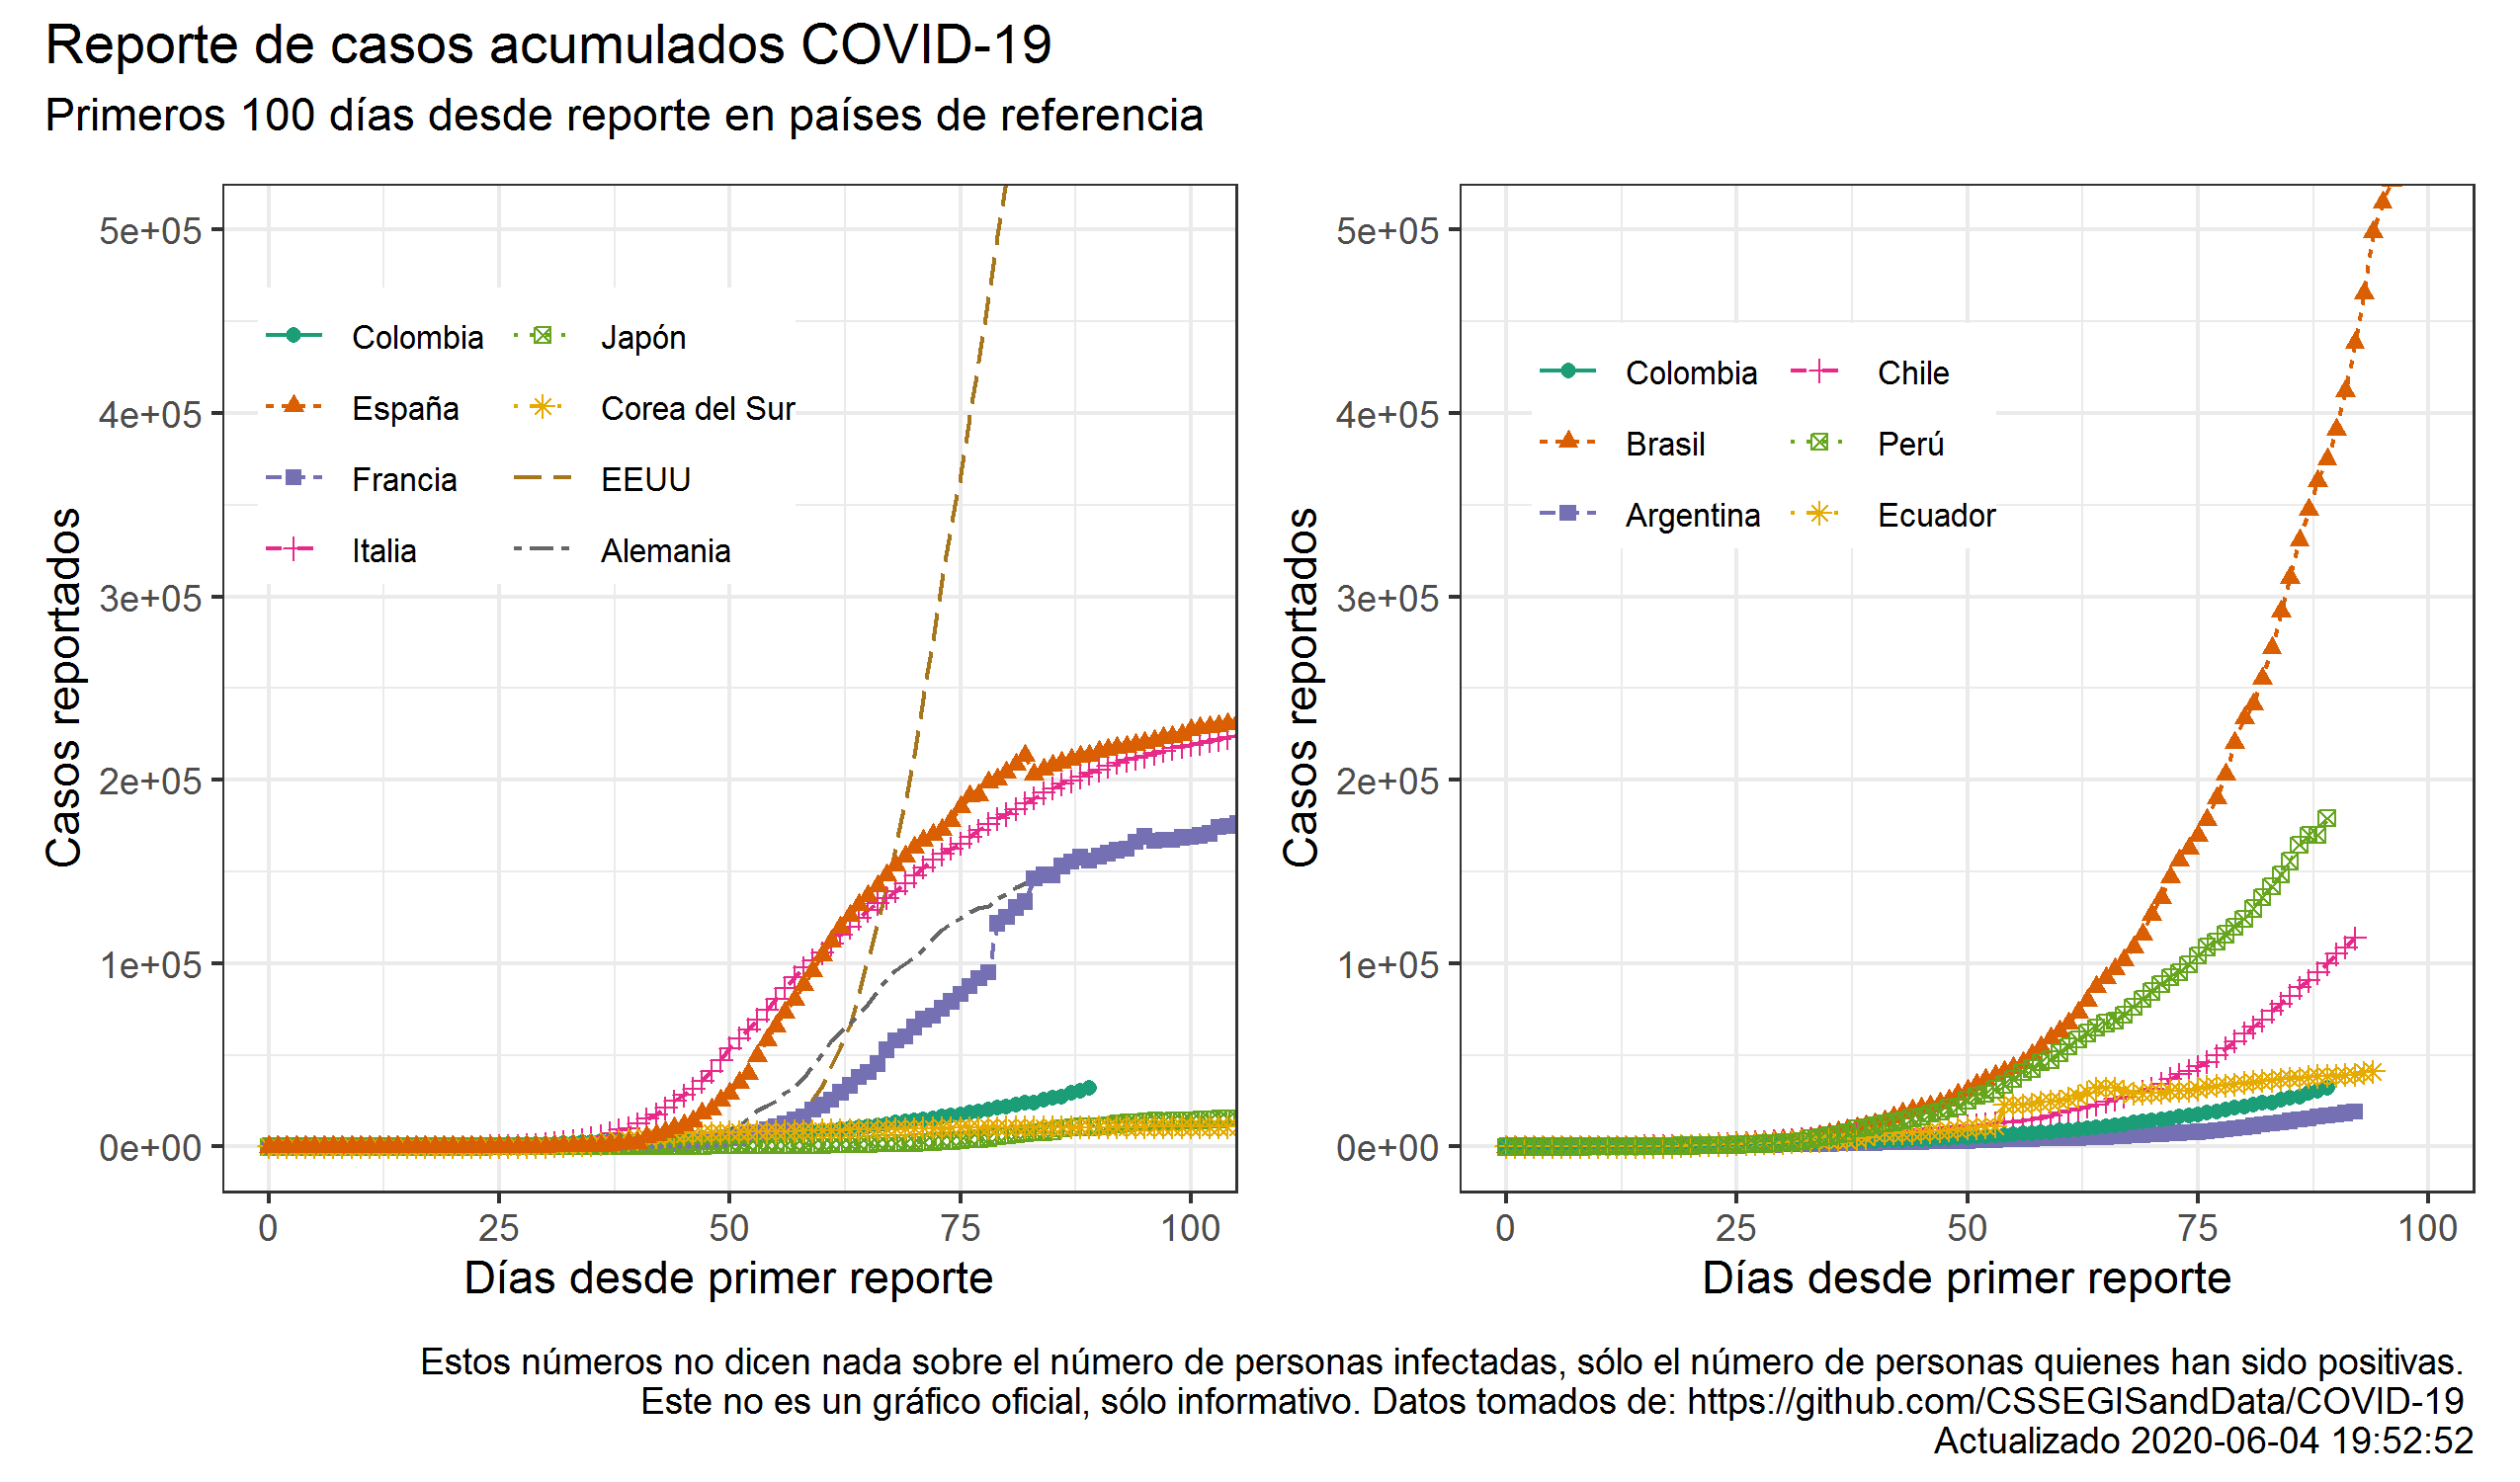 Reporte de casos acumulados COVID-19
Primeros 100 días desde reporte en países de referencia
Casos reportados
5e+05
4e+05
3e+05
2e+05
1e+05
0e+00
Colombia
España
Francia
Italia
Japón
Corea del Sur
EEUU
Alemania
0 25 50 75 100
Días desde primer reporte
Casos reportados
5e+05
4e+05
3e+05
2e+05
1e+05
0e+00
Colombia
Brasil
Argentina
Chile
Perú
Ecuador
0 25 50 75 100
Días desde primer reporte
Estos números no dicen nada sobre el número de personas infectadas, sólo el número de personas quienes han sido positivas.
Este no es un gráfico oficial, sólo informativo. Datos tomados de: https://github.com/CSSEGISandData/COVID-19
Actualizado 2020-06-04 19:52:52